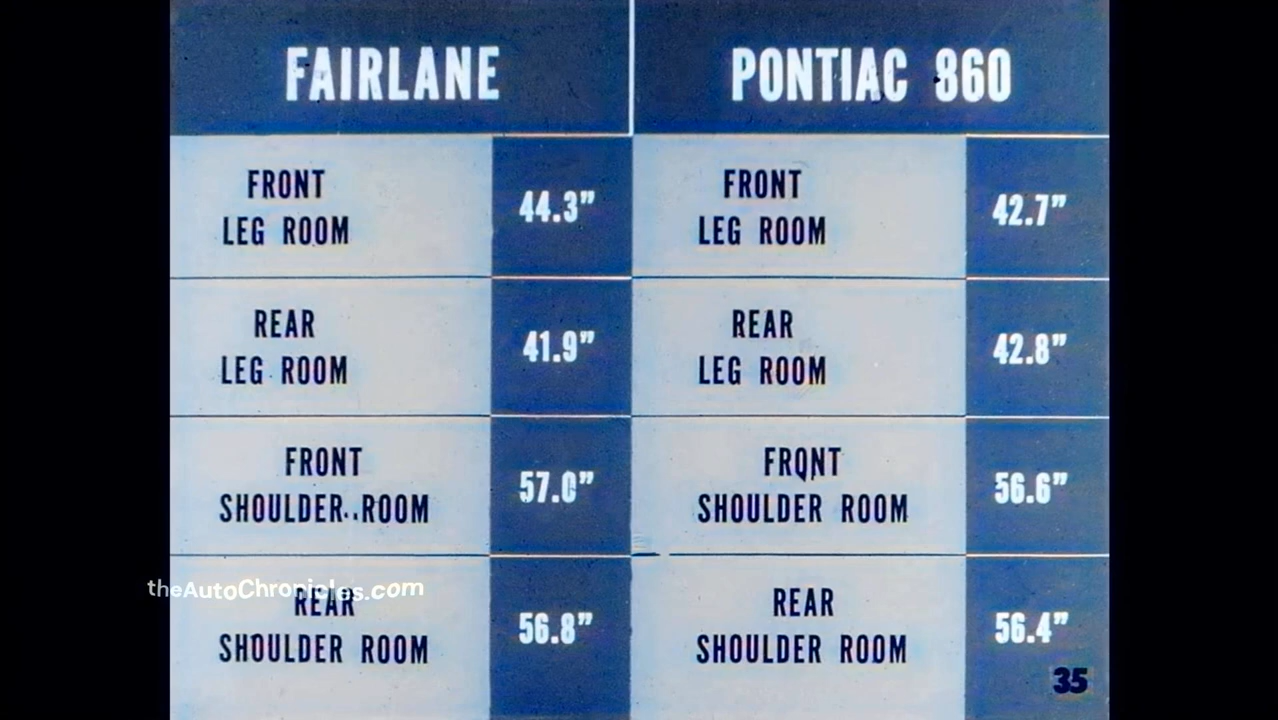 FAIRLANE
PONTIAC 860
FRONT
LEG ROOM
44.3”
FRONT
LEG ROOM
42.7”
REAR
LEG ROOM
41.9”
REAR
LEG ROOM
42.8”
FRONT
SHOULDER ROOM
57.0”
FRONT
SHOULDER ROOM
56.6”
theAutoChronicles.com
REAR
SHOULDER ROOM
56.8”
REAR
SHOULDER ROOM
56.4”
35